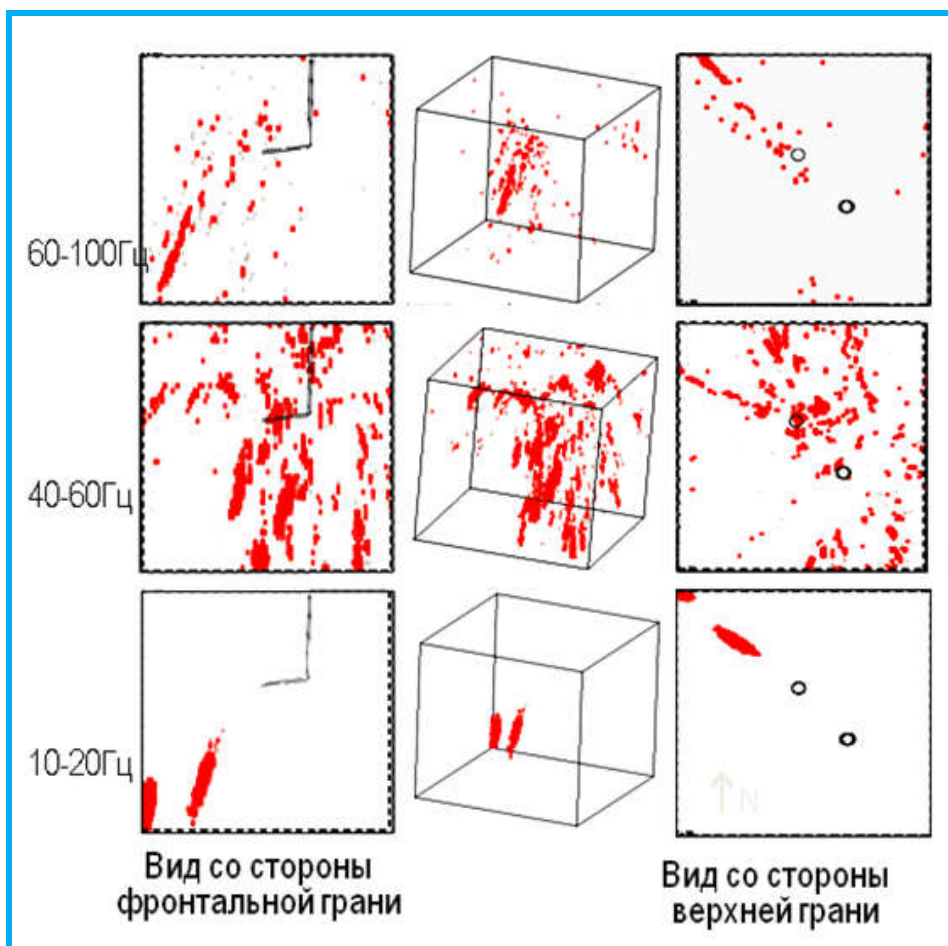 60-100Гц
40-60Гц
10-20Гц
N
Вид со стороны
фронтальной грани
Вид со стороны
верхней грани